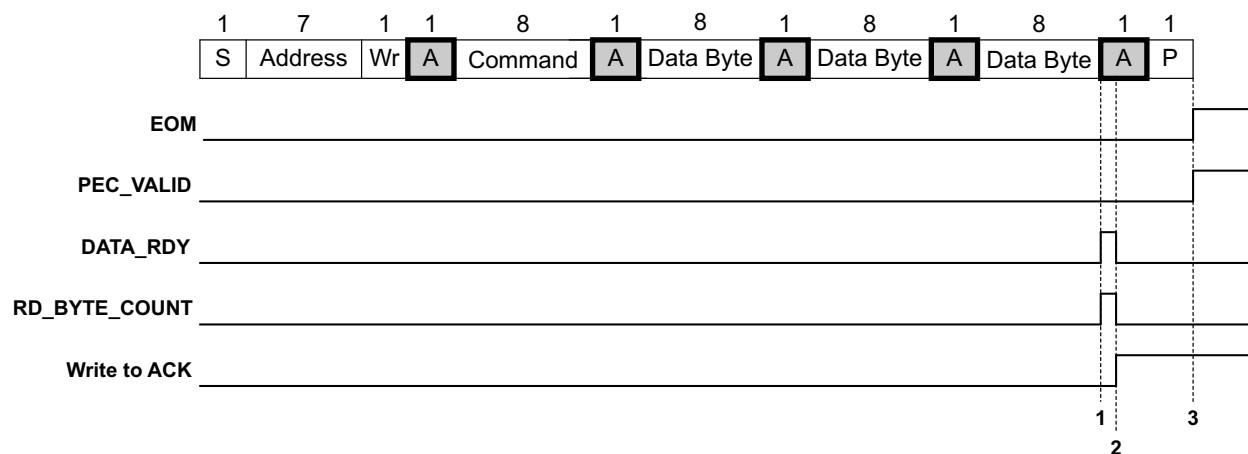 1 7 1 1 8 1 8 1 8 1 8 1 1
S Address Wr A Command A Data Byte A Data Byte A Data Byte A P
EOM
PEC_VALID
DATA_RDY
RD_BYTE_COUNT
Write to ACK
1 3
2